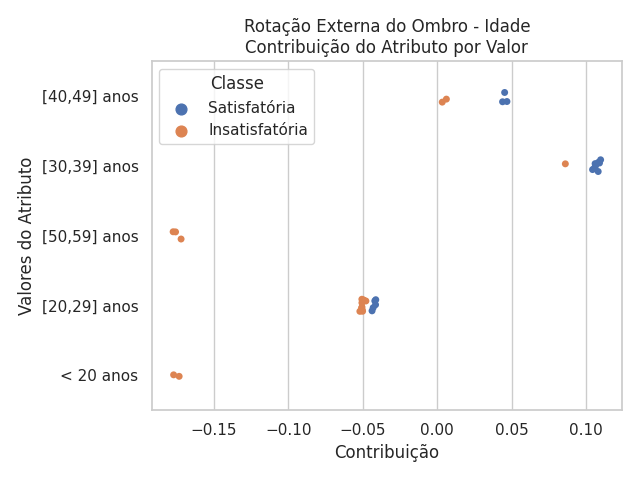 Rotação Externa do Ombro - Idade
Contribuição do Atributo por Valor
Classe
Satisfatória
Insatisfatória
Valores do Atributo
[40,49] anos
[30,39] anos
[50,59] anos
[20,29] anos
< 20 anos
−0.15 −0.10 −0.05 0.00 0.05 0.10
Contribuição